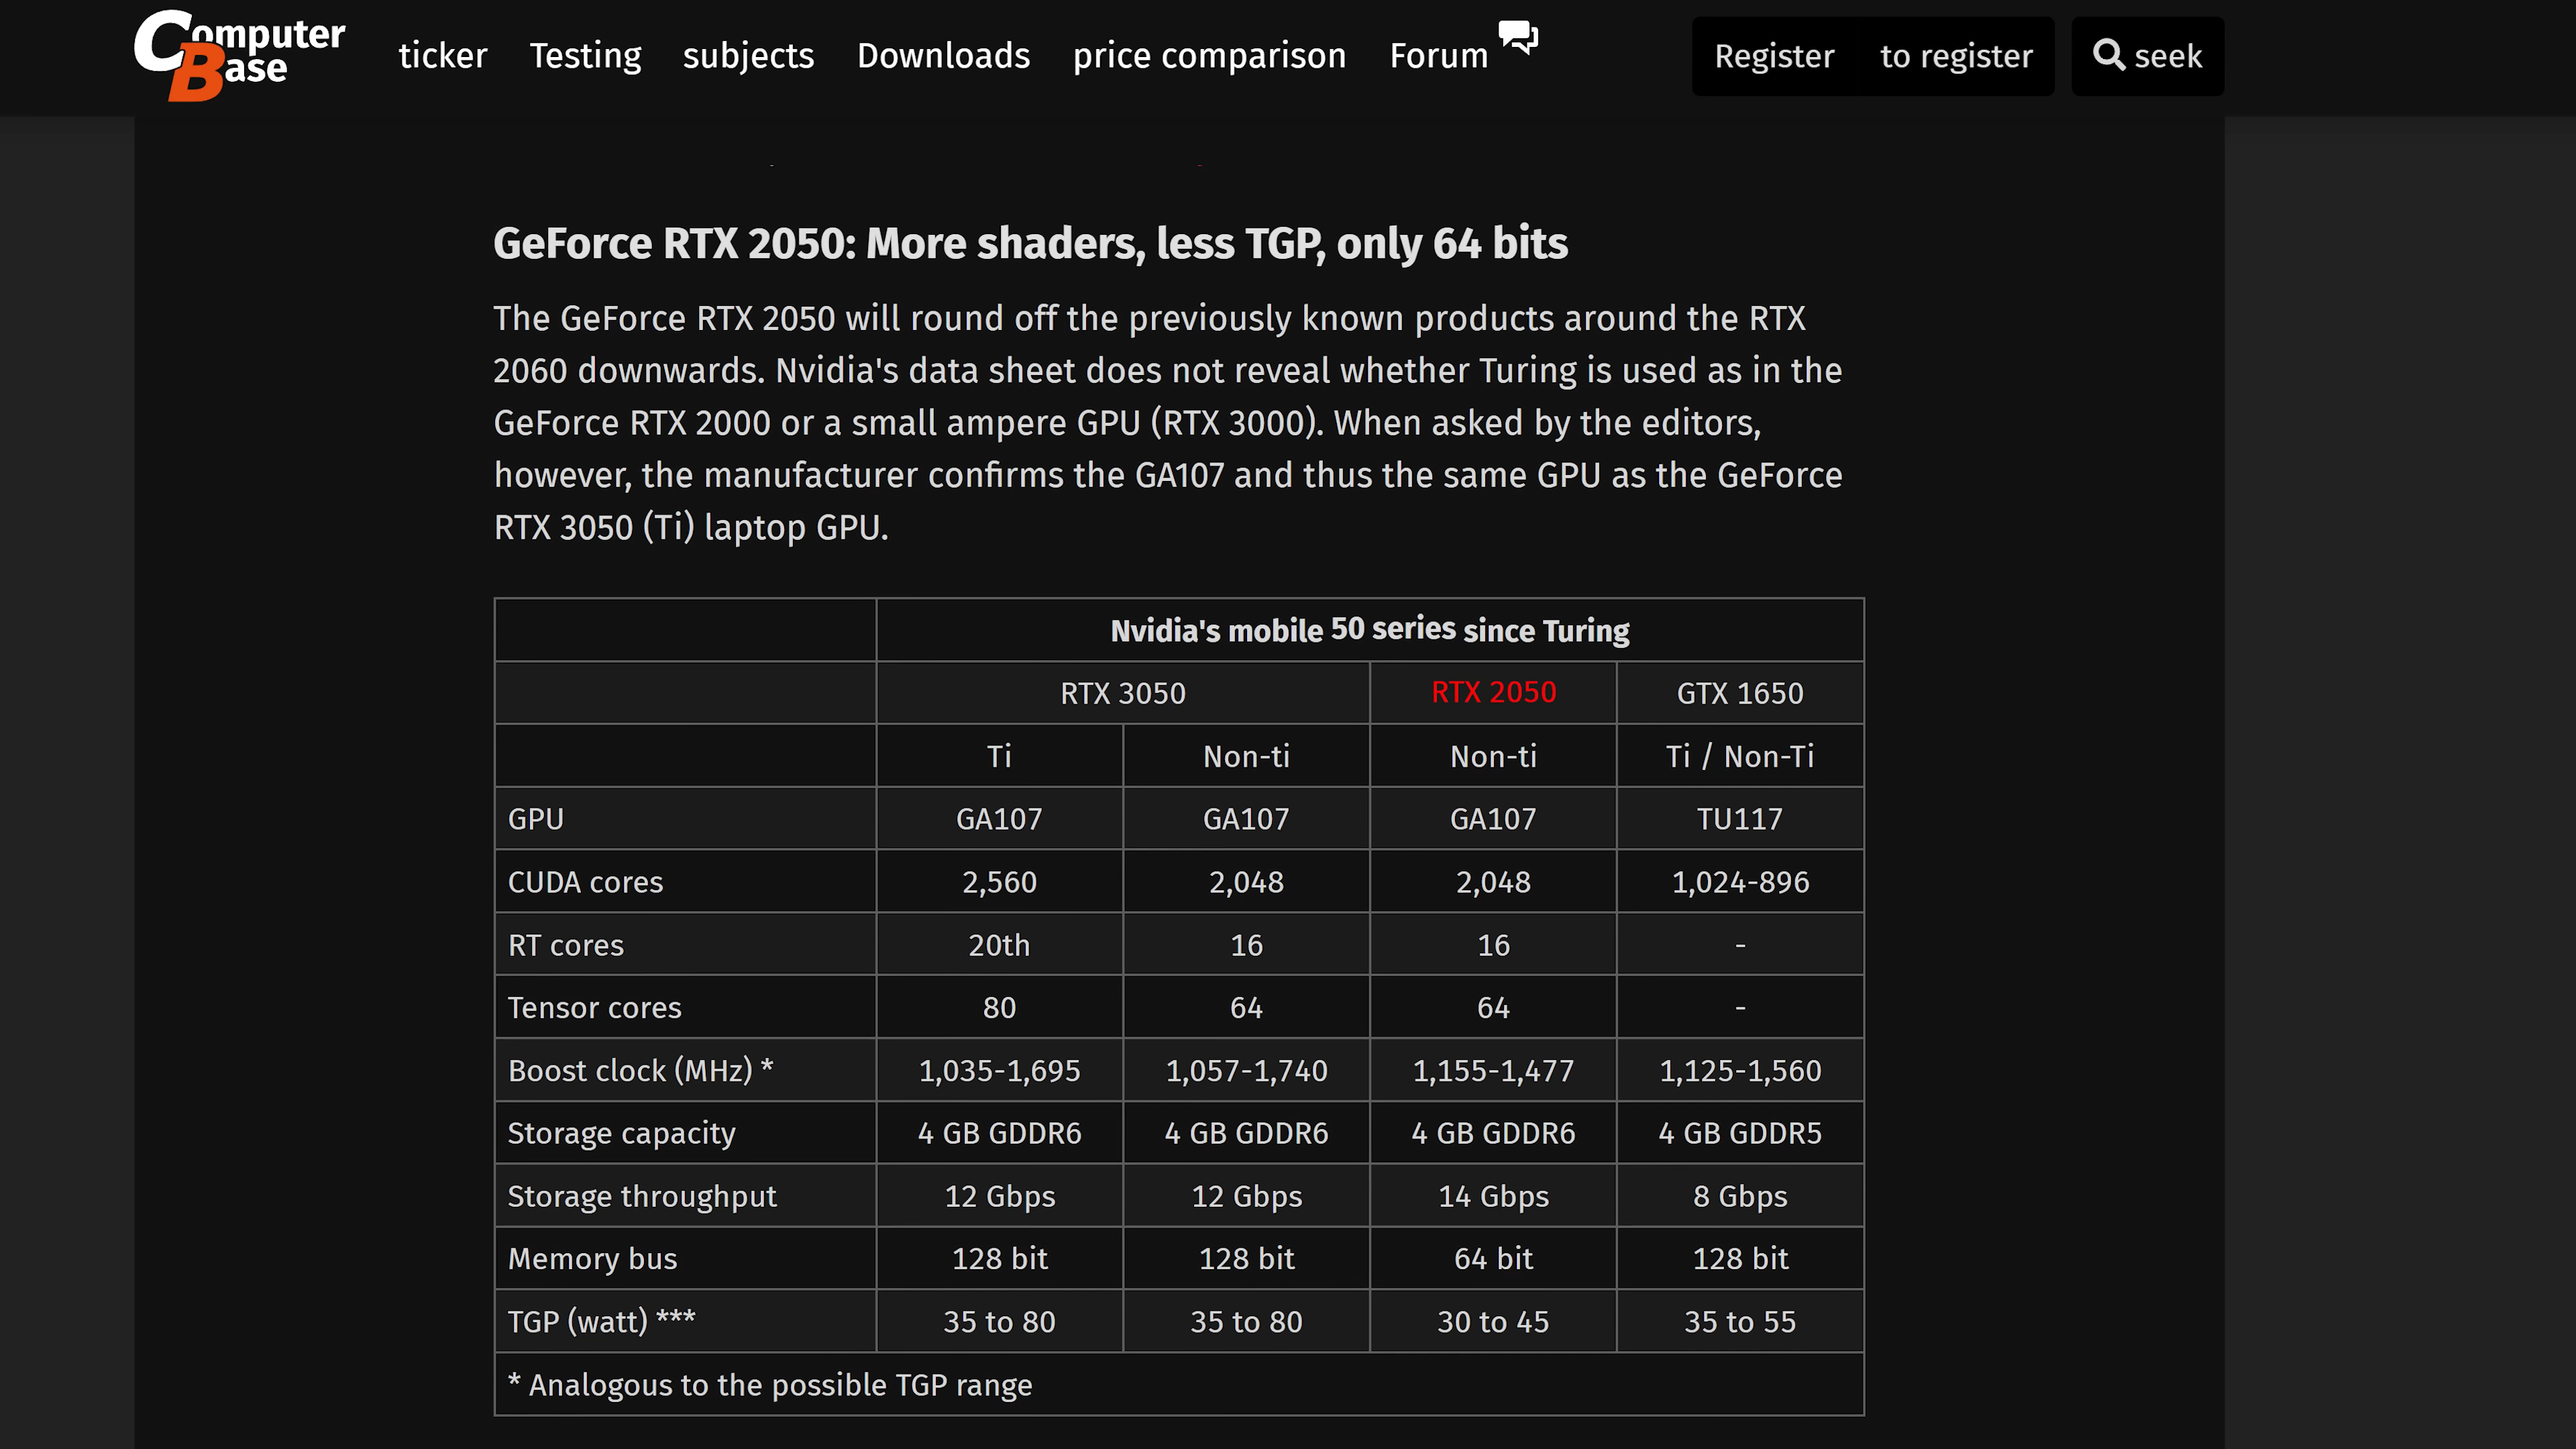 Computer Base
ticker Testing subjects Downloads price comparison Forum Register to register seek
GeForce RTX 2050: More shaders, less TGP, only 64 bits
The GeForce RTX 2050 will round off the previously known products around the RTX
2060 downwards. Nvidia's data sheet does not reveal whether Turing is used as in the
GeForce RTX 2000 or a small ampere GPU (RTX 3000). When asked by the editors,
however, the manufacturer confirms the GA107 and thus the same GPU as the GeForce
RTX 3050 (Ti) laptop GPU.
Nvidia's mobile 50 series since Turing
RTX 3050 RTX 2050 GTX 1650
Ti Non-ti Non-ti Ti / Non-Ti
GPU GA107 GA107 GA107 TU117
CUDA cores 2,560 2,048 2,048 1,024-896
RT cores 20th 16 16 -
Tensor cores 80 64 64 -
Boost clock (MHz) * 1,035-1,695 1,057-1,740 1,155-1,477 1,125-1,560
Storage capacity 4 GB GDDR6 4 GB GDDR6 4 GB GDDR6 4 GB GDDR5
Storage throughput 12 Gbps 12 Gbps 14 Gbps 8 Gbps
Memory bus 128 bit 128 bit 64 bit 128 bit
TGP (watt) *** 35 to 80 35 to 80 30 to 45 35 to 55
* Analogous to the possible TGP range